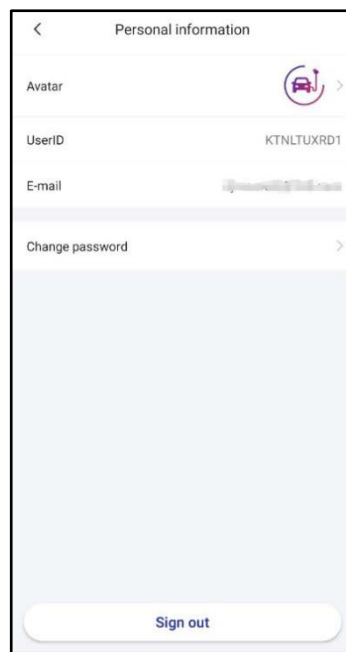 Personal information
Avatar
UserID KTNLTUXRD1
E-mail
Change password
Sign out